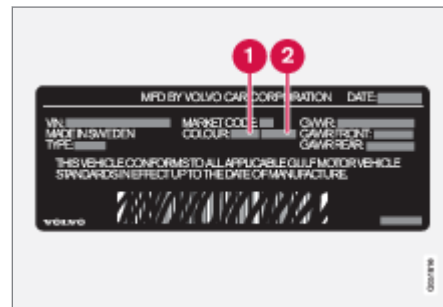 1 2
MFD BY VOLVO CAR CORPORATION DATE:
VIN: MARKET CODE: GVWR:
MADE IN SWEDEN COLOUR: GAWR FRONT:
TYPE: GAWR REAR:
THIS VEHICLE CONFORMS TO ALL APPLICABLE GULF MOTOR VEHICLE
STANDARDS IN EFFECT UP TO THE DATE OF MANUFACTURE.
VOLVO